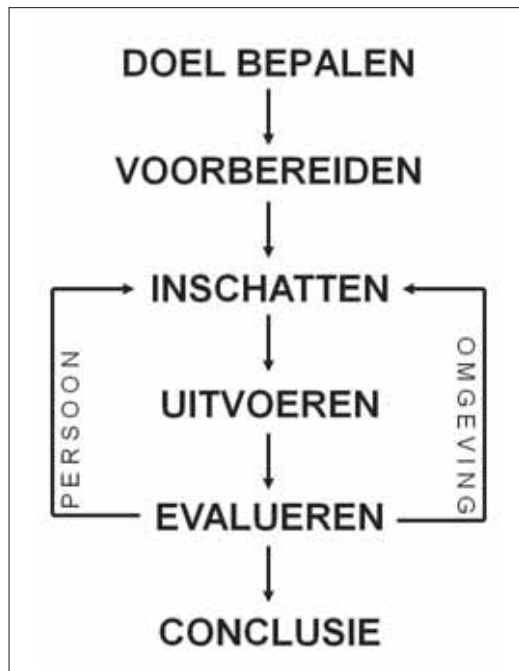 DOEL BEPALEN
VOORBEREIDEN
INSCHATTEN
PERSOON
OMGEVING
UITVOEREN
EVALUEREN
CONCLUSIE